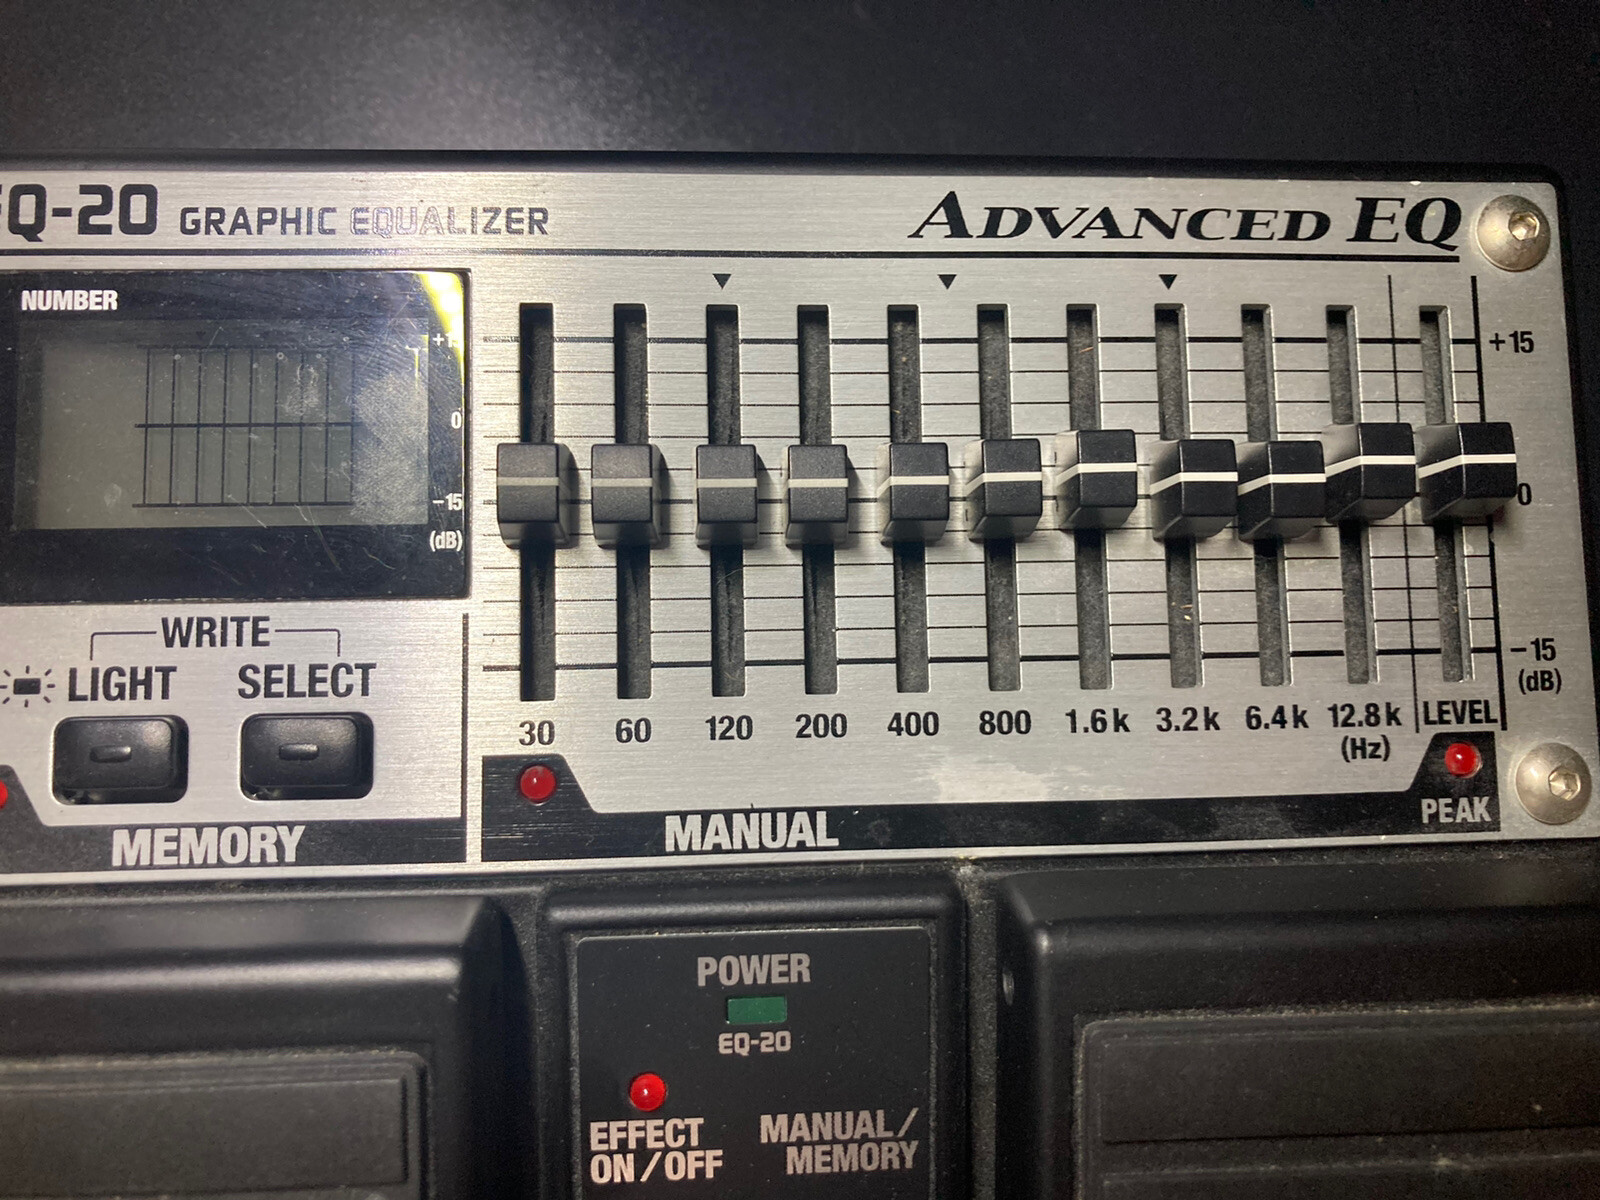 EQ-20 GRAPHIC EQUALIZER
ADVANCED EQ
NUMBER
0
-15
(dB)
+15
0
-15
(dB)
WRITE
LIGHT SELECT
30 60 120 200 400 800 1.6k 3.2k 6.4k 12.8k LEVEL
(Hz)
PEAK
MEMORY
MANUAL
POWER
EQ-20
EFFECT
ON/OFF
MANUAL/
MEMORY